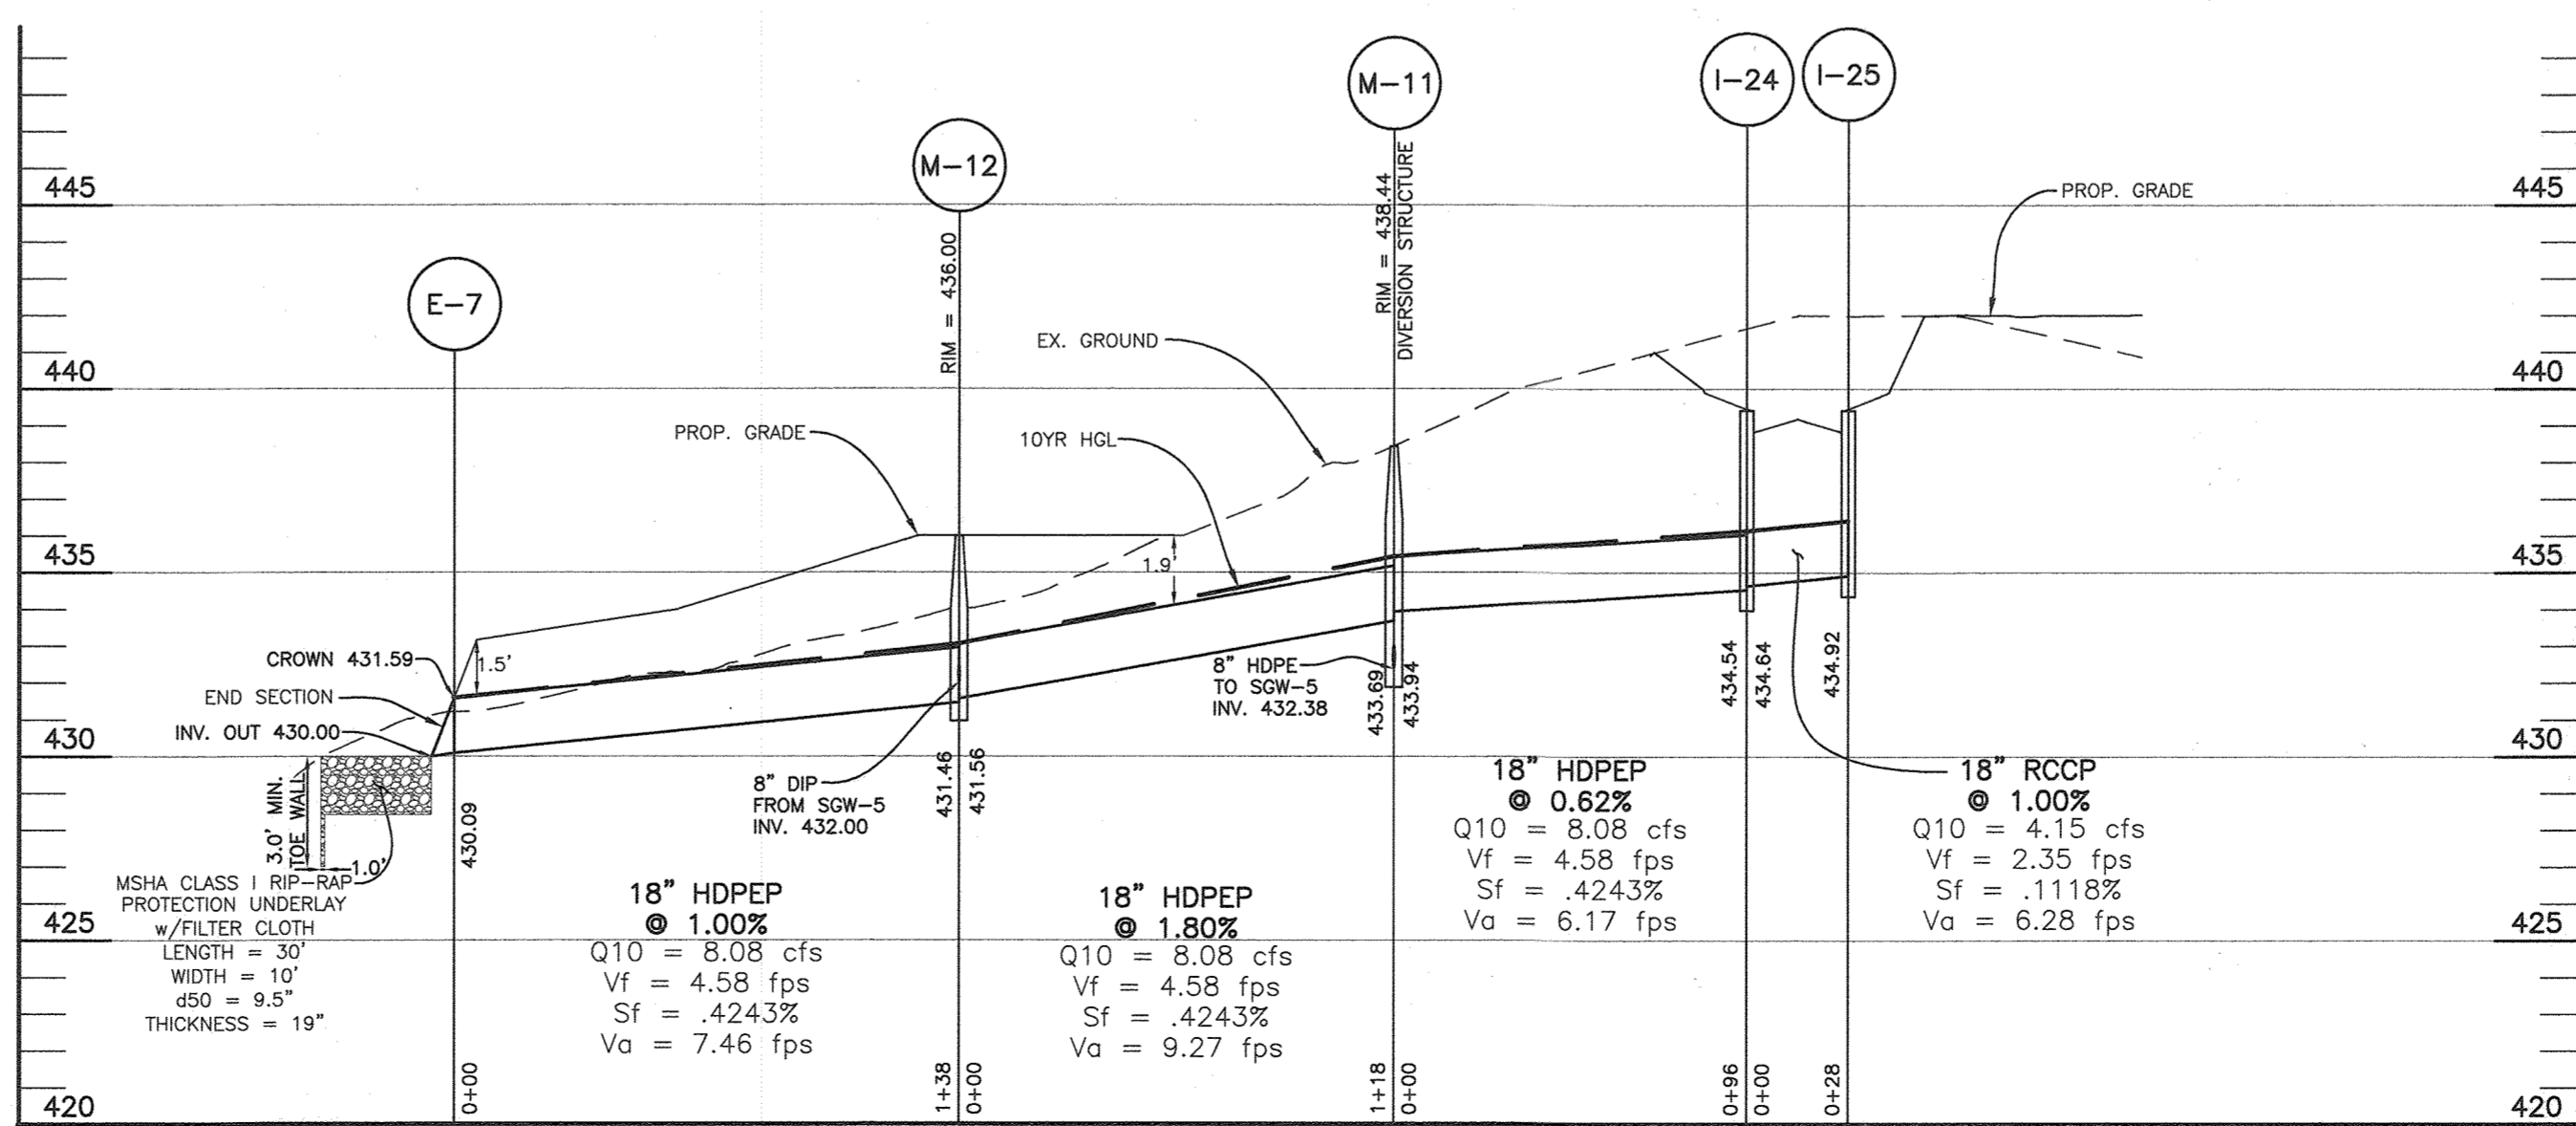 E-7
M-12
M-11
I-24
I-25
445
445
440
440
435
435
430
430
425
425
420
420
RIM = 436.00
RIM = 438.44
DIVERSION STRUCTURE
PROP. GRADE
EX. GROUND
PROP. GRADE
10YR HGL
1.9'
1.5'
CROWN 431.59
END SECTION
INV. OUT 430.00
3.0' MIN.
TOE WALL
1.0'
MSHA CLASS I RIP-RAP
PROTECTION UNDERLAY
w/FILTER CLOTH
LENGTH = 30'
WIDTH = 10'
d50 = 9.5"
THICKNESS = 19"
430.09
8" DIP
FROM SGW-5
INV. 432.00
431.46
431.56
8" HDPE
TO SGW-5
INV. 432.38
433.69
433.94
434.54
434.64
434.92
18" HDPEP
@ 1.00%
Q10 = 8.08 cfs
Vf = 4.58 fps
Sf = .4243%
Va = 7.46 fps
18" HDPEP
@ 1.80%
Q10 = 8.08 cfs
Vf = 4.58 fps
Sf = .4243%
Va = 9.27 fps
18" HDPEP
@ 0.62%
Q10 = 8.08 cfs
Vf = 4.58 fps
Sf = .4243%
Va = 6.17 fps
18" RCCP
@ 1.00%
Q10 = 4.15 cfs
Vf = 2.35 fps
Sf = .1118%
Va = 6.28 fps
0+00
1+38
0+00
1+18
0+00
0+96
0+00
0+28